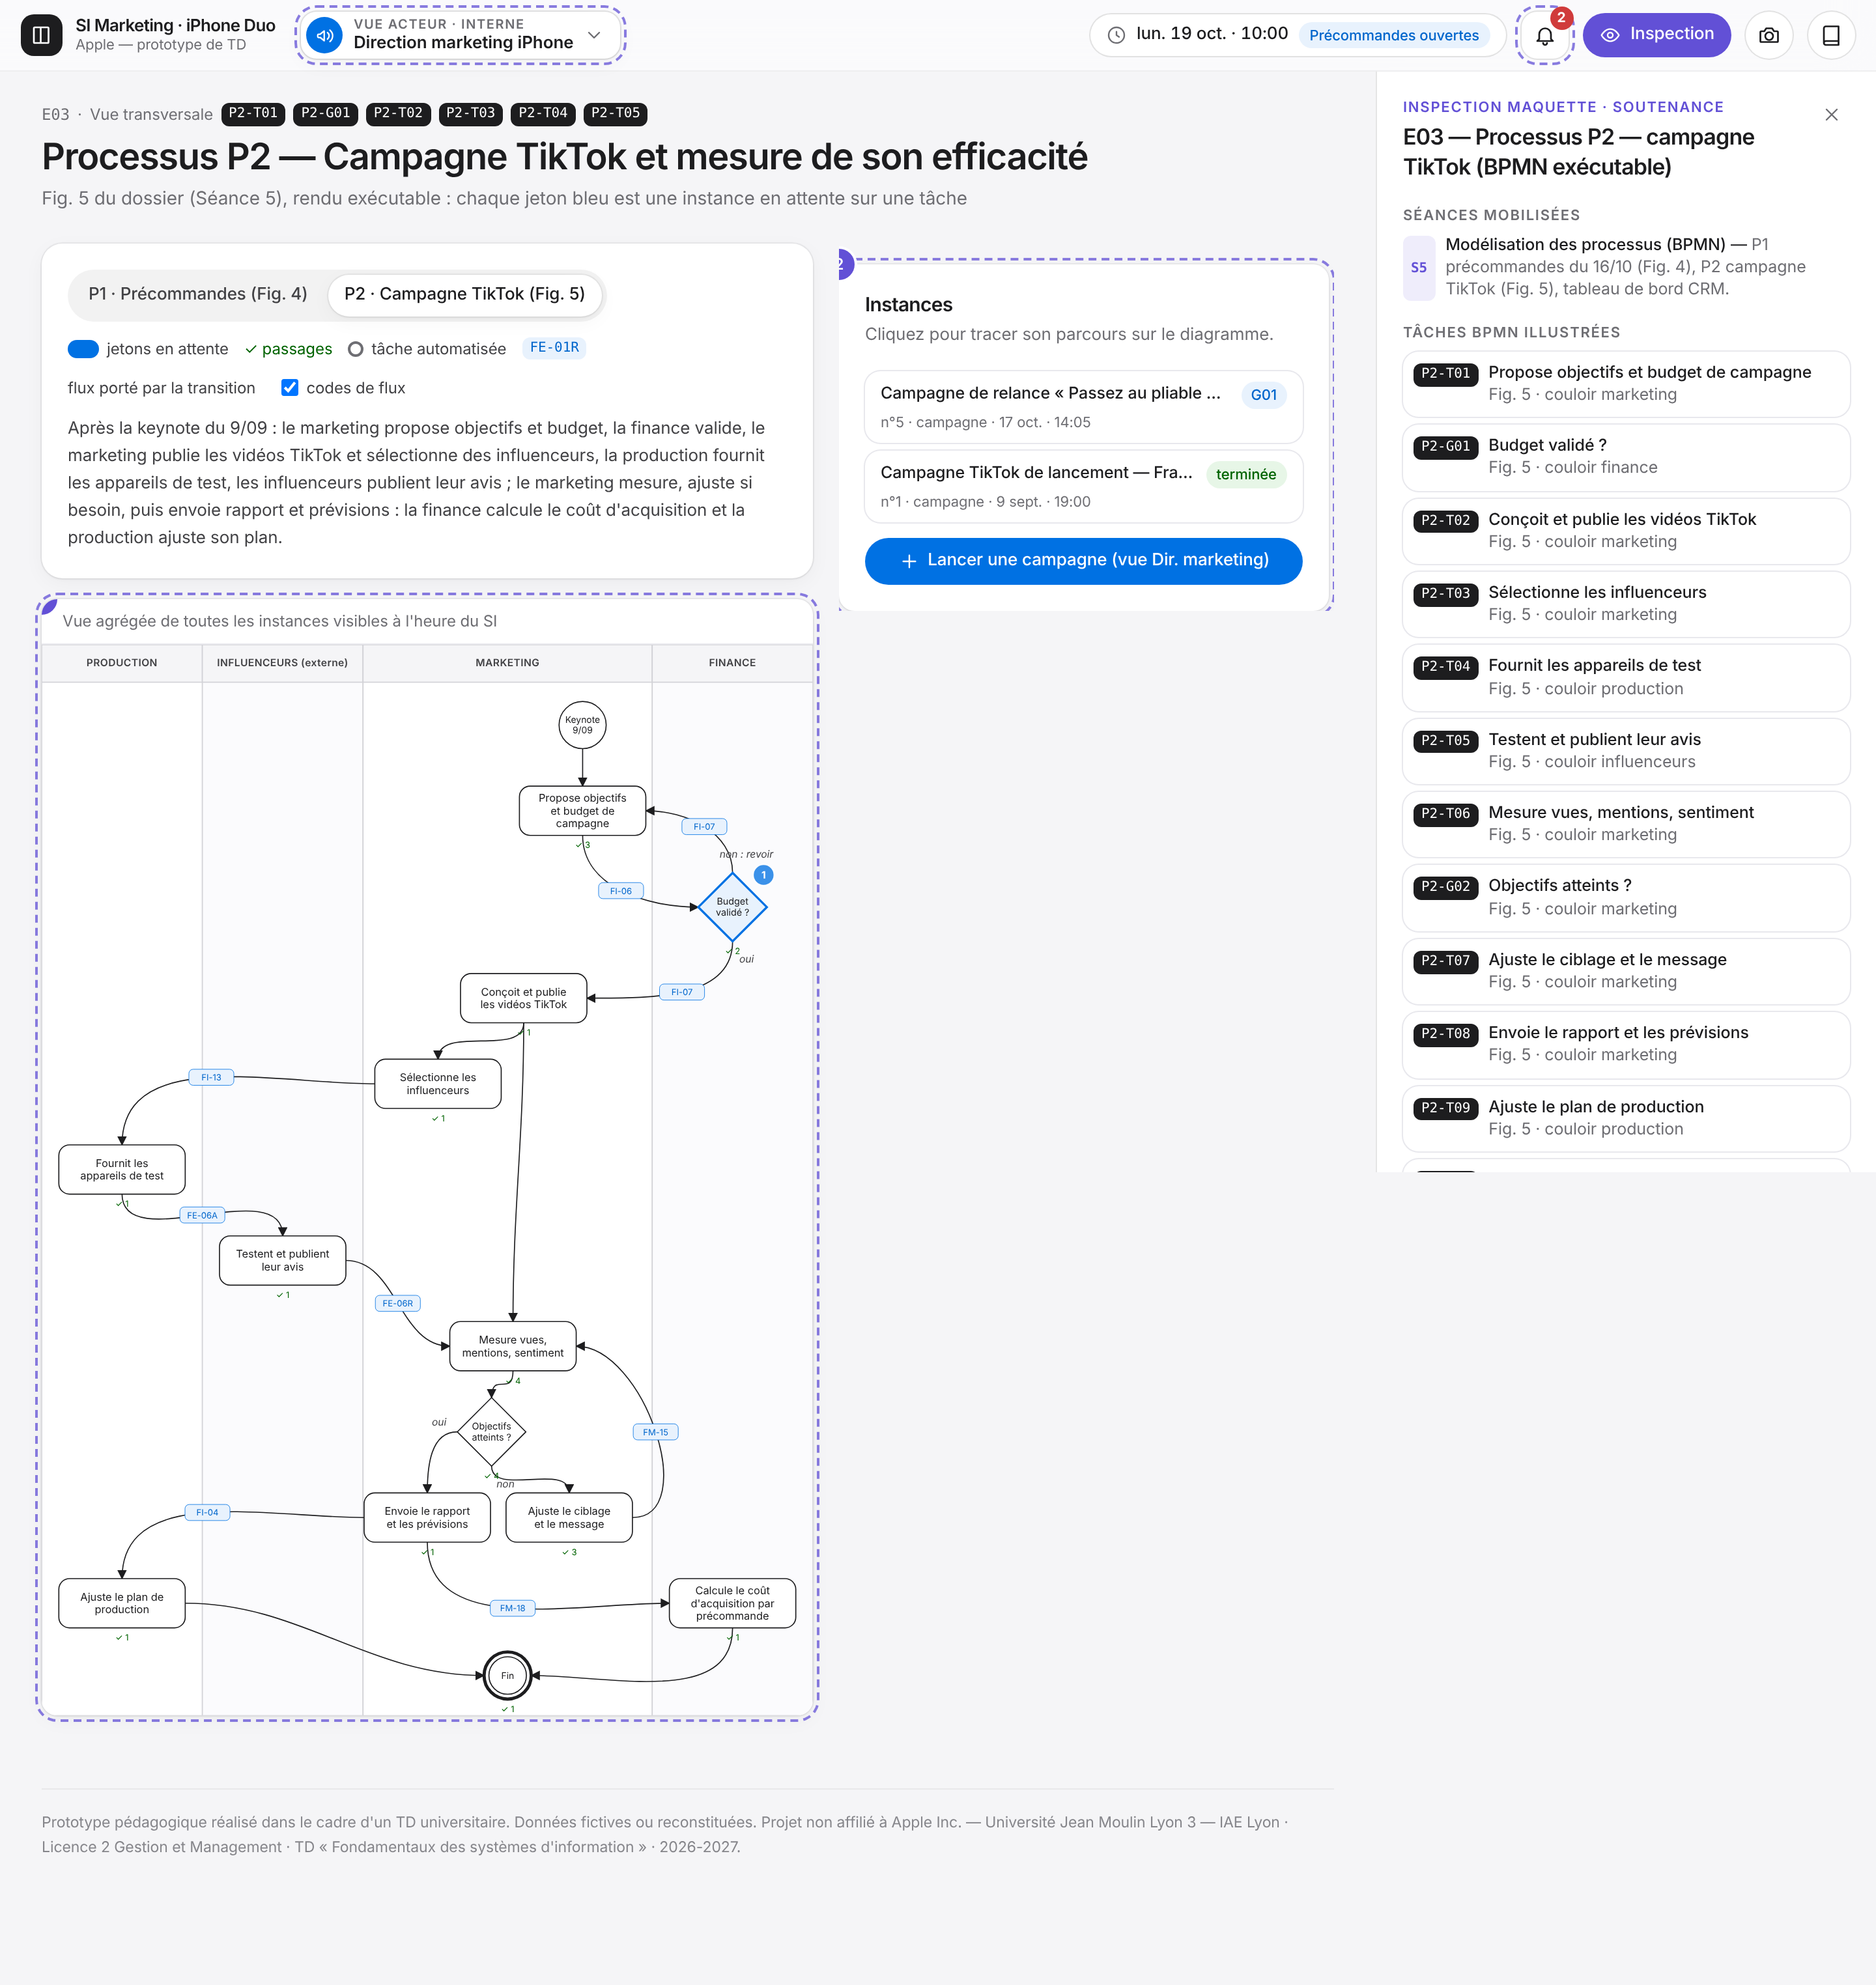 SI Marketing · iPhone Duo
Apple — prototype de TD
VUE ACTEUR · INTERNE
Direction marketing iPhone
lun. 19 oct. · 10:00
Précommandes ouvertes
2
Inspection
E03 · Vue transversale
P2-T01
P2-G01
P2-T02
P2-T03
P2-T04
P2-T05
Processus P2 — Campagne TikTok et mesure de son efficacité
Fig. 5 du dossier (Séance 5), rendu exécutable : chaque jeton bleu est une instance en attente sur une tâche
P1 · Précommandes (Fig. 4)
P2 · Campagne TikTok (Fig. 5)
jetons en attente
✓ passages
tâche automatisée
FE-01R
flux porté par la transition
codes de flux
Après la keynote du 9/09 : le marketing propose objectifs et budget, la finance valide, le
marketing publie les vidéos TikTok et sélectionne des influenceurs, la production fournit
les appareils de test, les influenceurs publient leur avis ; le marketing mesure, ajuste si
besoin, puis envoie rapport et prévisions : la finance calcule le coût d'acquisition et la
production ajuste son plan.
Instances
Cliquez pour tracer son parcours sur le diagramme.
Campagne de relance « Passez au pliable ...
G01
n°5 · campagne · 17 oct. · 14:05
Campagne TikTok de lancement — Fra...
terminée
n°1 · campagne · 9 sept. · 19:00
+ Lancer une campagne (vue Dir. marketing)
Vue agrégée de toutes les instances visibles à l'heure du SI
PRODUCTION
INFLUENCEURS (externe)
MARKETING
FINANCE
Keynote
9/09
Propose objectifs
et budget de
campagne
✓ 3
FI-07
non : revoir
1
FI-06
Budget
validé ?
✓ 2
oui
FI-07
Conçoit et publie
les vidéos TikTok
✓ 1
Sélectionne les
influenceurs
✓ 1
FI-13
Fournit les
appareils de test
✓ 1
FE-06A
Testent et publient
leur avis
✓ 1
FE-06R
Mesure vues,
mentions, sentiment
✓ 4
oui
Objectifs
atteints ?
✓ 4
non
FM-15
Envoie le rapport
et les prévisions
✓ 1
Ajuste le ciblage
et le message
✓ 3
FI-04
Ajuste le plan de
production
✓ 1
FM-18
Calcule le coût
d'acquisition par
précommande
✓ 1
Fin
✓ 1
INSPECTION MAQUETTE · SOUTENANCE
E03 — Processus P2 — campagne
TikTok (BPMN exécutable)
SÉANCES MOBILISÉES
S5
Modélisation des processus (BPMN) — P1
précommandes du 16/10 (Fig. 4), P2 campagne
TikTok (Fig. 5), tableau de bord CRM.
TÂCHES BPMN ILLUSTRÉES
P2-T01
Propose objectifs et budget de campagne
Fig. 5 · couloir marketing
P2-G01
Budget validé ?
Fig. 5 · couloir finance
P2-T02
Conçoit et publie les vidéos TikTok
Fig. 5 · couloir marketing
P2-T03
Sélectionne les influenceurs
Fig. 5 · couloir marketing
P2-T04
Fournit les appareils de test
Fig. 5 · couloir production
P2-T05
Testent et publient leur avis
Fig. 5 · couloir influenceurs
P2-T06
Mesure vues, mentions, sentiment
Fig. 5 · couloir marketing
P2-G02
Objectifs atteints ?
Fig. 5 · couloir marketing
P2-T07
Ajuste le ciblage et le message
Fig. 5 · couloir marketing
P2-T08
Envoie le rapport et les prévisions
Fig. 5 · couloir marketing
P2-T09
Ajuste le plan de production
Fig. 5 · couloir production
Prototype pédagogique réalisé dans le cadre d'un TD universitaire. Données fictives ou reconstituées. Projet non affilié à Apple Inc. — Université Jean Moulin Lyon 3 — IAE Lyon ·
Licence 2 Gestion et Management · TD « Fondamentaux des systèmes d'information » · 2026-2027.